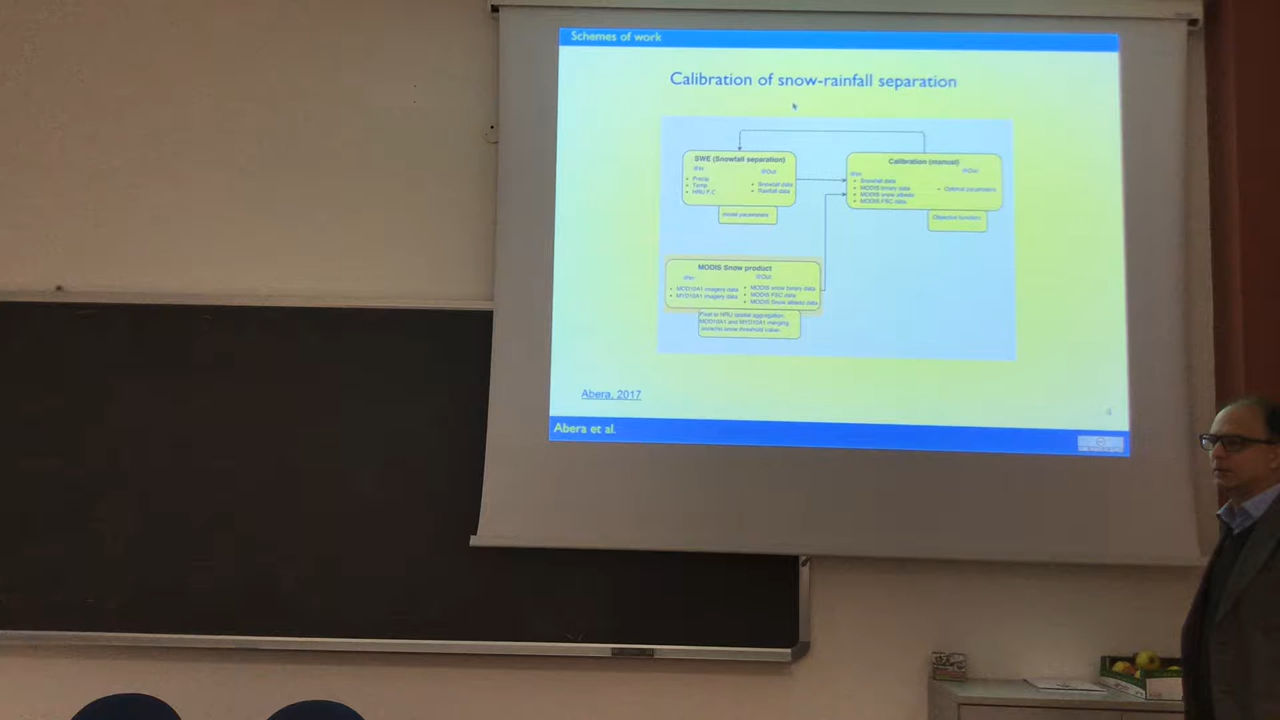 Schemes of work
Calibration of snow-rainfall separation
SWE (Snowfall separation)
@In
@Out
• Precip.
• Temp.
• HRU F.C
• Snowfall data
• Rainfall data
model parameters
Calibration (manual)
@In
@Out
• Snowfall data
• MODIS binary data
• MODIS snow albedo
• MODIS FSC data
• Optimal parameters
Objective functions
MODIS Snow product
@In
@Out
• MOD10A1 imagery data
• MYD10A1 imagery data
• MODIS snow binary data
• MODIS FSC data
• MODIS Snow albedo data
Pixel to HRU spatial aggregation,
MOD10A1 and MYD10A1 merging,
snow threshold value.
Abera, 2017
4
Abera et al.